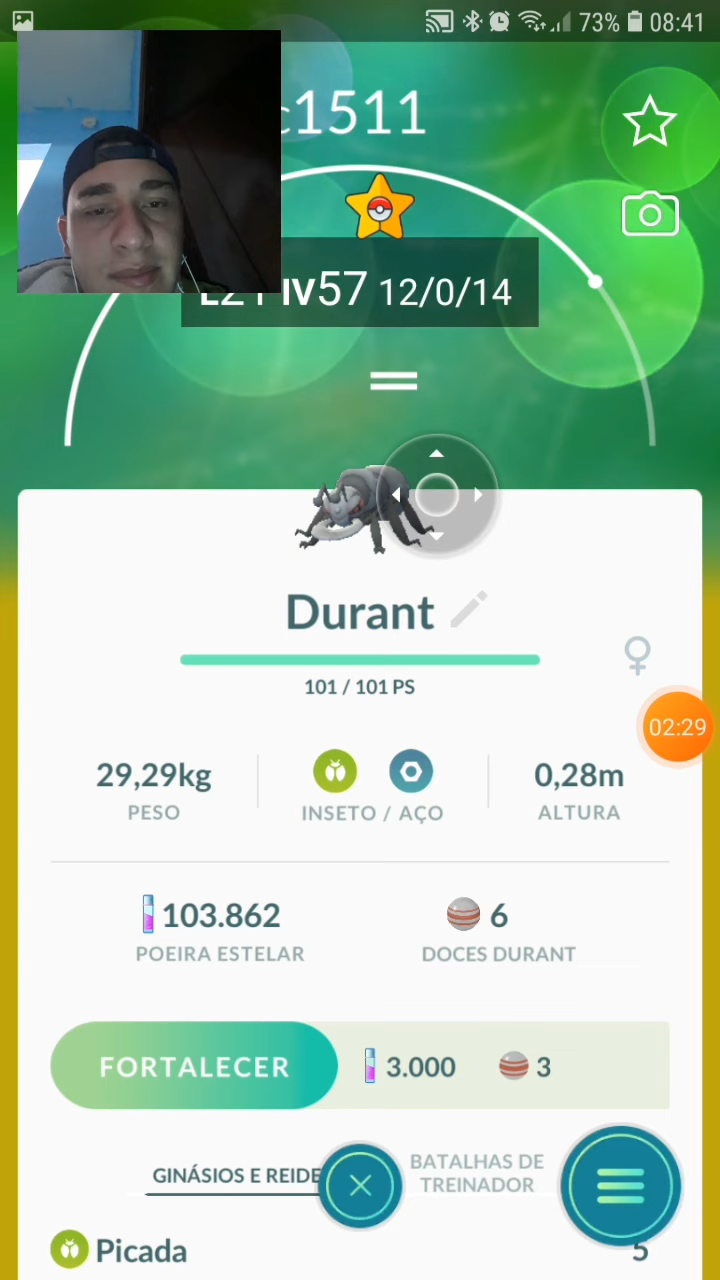 73% 08:41
c1511
L21 IV57 12/0/14
Durant
101 / 101 PS
02:29
29,29kg
PESO
INSETO / AÇO
0,28m
ALTURA
103.862
POEIRA ESTELAR
6
DOCES DURANT
FORTALECER
3.000
3
GINÁSIOS E REIDE
BATALHAS DE
TREINADOR
Picada
5